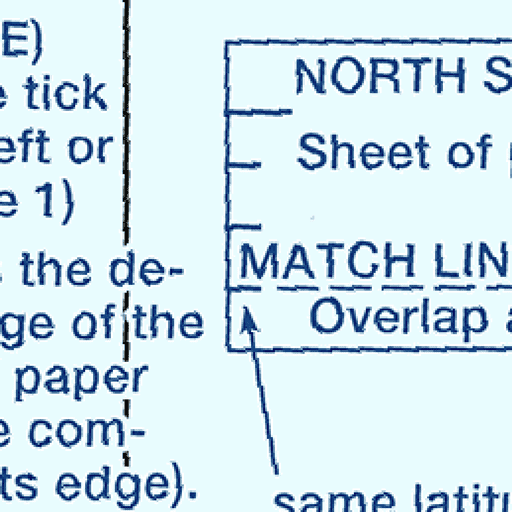 E)
tick
eft or
e 1)
the de-
ge of the
paper
e com-
ts edge).
NORTH S
Sheet of
MATCH LIN
Overlap a
same latitu